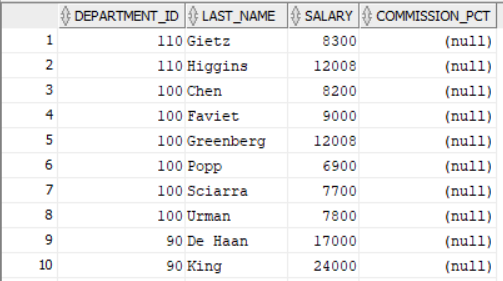 DEPARTMENT_ID LAST_NAME SALARY COMMISSION_PCT
1 110 Gietz 8300 (null)
2 110 Higgins 12008 (null)
3 100 Chen 8200 (null)
4 100 Faviet 9000 (null)
5 100 Greenberg 12008 (null)
6 100 Popp 6900 (null)
7 100 Sciarra 7700 (null)
8 100 Urman 7800 (null)
9 90 De Haan 17000 (null)
10 90 King 24000 (null)